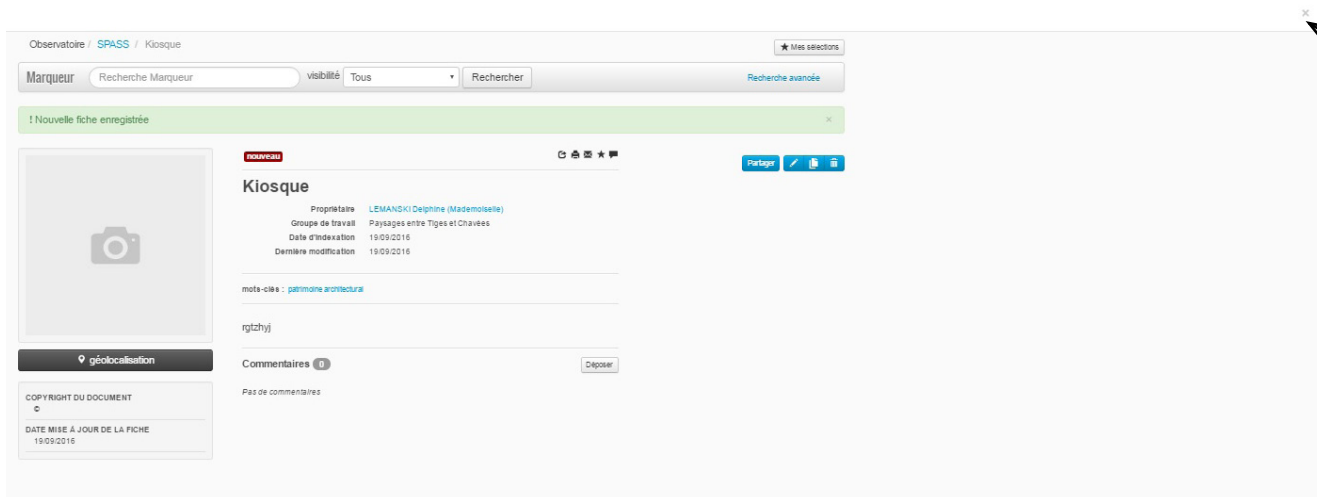 ×
Observatoire / SPASS / Kiosque
★ Mes sélections
Marqueur Recherche Marqueur visibilité Tous Rechercher Recherche avancée
! Nouvelle fiche enregistrée ×
nouveau
Partager
Kiosque
Propriétaire LEMANSKI Delphine (Mademoiselle)
Groupe de travail Paysages entre Tiges et Chavées
Date d'indexation 19/09/2016
Dernière modification 19/09/2016
mots-clés : patrimoine architectural
rgtzhyj
géolocalisation
Commentaires 0 Déposer
Pas de commentaires
COPYRIGHT DU DOCUMENT
©
DATE MISE À JOUR DE LA FICHE
19/09/2016